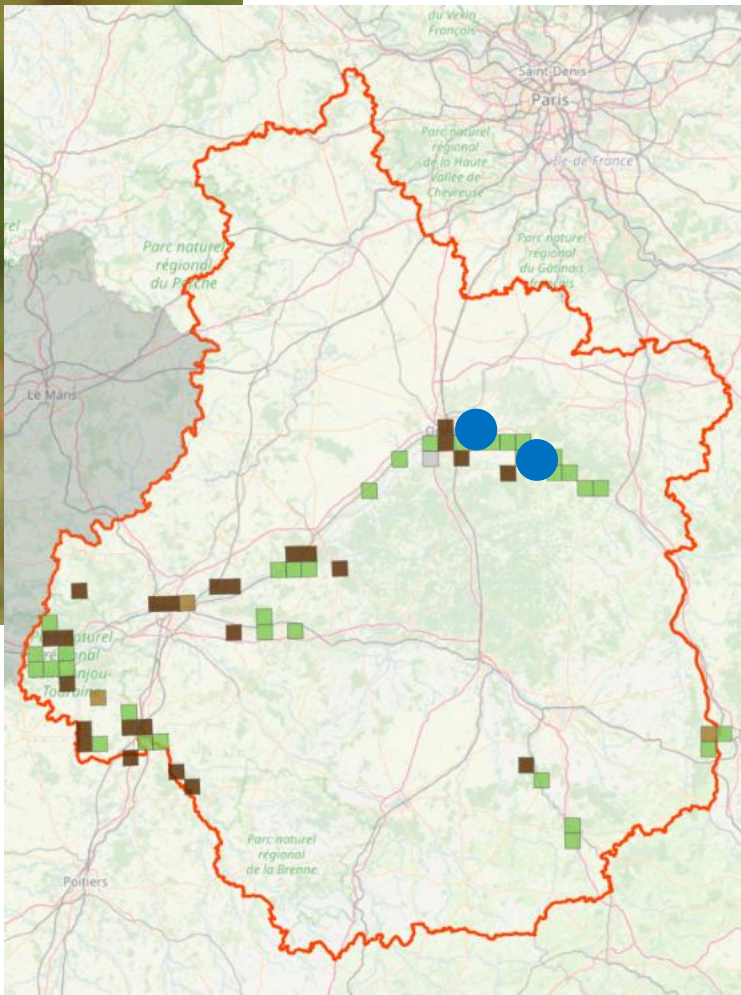 du Vexin
Français
Saint-Denis
Paris
Parc naturel
régional
de la Haute
Vallée de
Chevreuse
Île-de-France
Parc naturel
régional
du Perche
Parc naturel
régional
du Gâtinais
français
Le Mans
naturel
régional
Touraine
Parc naturel
régional
de la Brenne
Poitiers